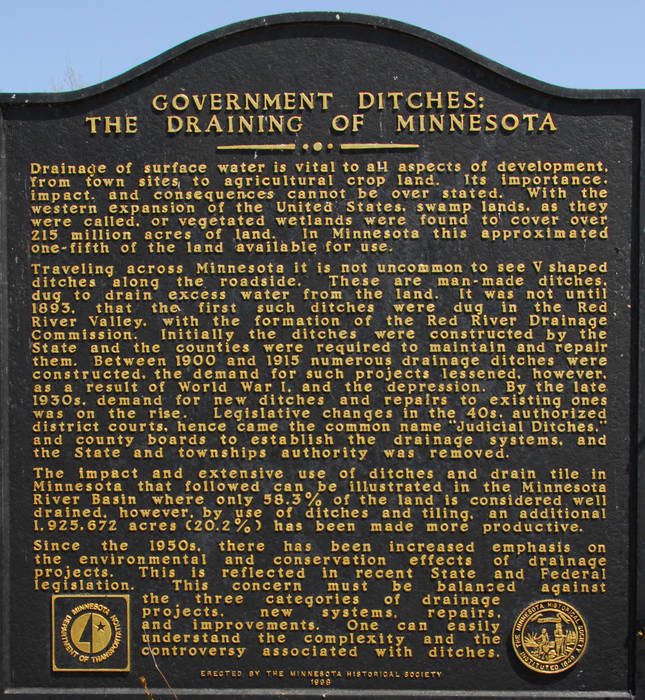 GOVERNMENT DITCHES:
THE DRAINING OF MINNESOTA
Drainage of surface water is vital to all aspects of development,
from town sites to agricultural crop land. Its importance,
impact, and consequences cannot be over stated. With the
western expansion of the United States, swamp lands, as they
were called, or vegetated wetlands were found to cover over
215 million acres of land. In Minnesota this approximated
one-fifth of the land available for use.
Traveling across Minnesota it is not uncommon to see V shaped
ditches along the roadside. These are man-made ditches,
dug to drain excess water from the land. It was not until
1893, that the first such ditches were dug in the Red
River Valley, with the formation of the Red River Drainage
Commission. Initially the ditches were constructed by the
State and the counties were required to maintain and repair
them. Between 1900 and 1915 numerous drainage ditches were
constructed, the demand for such projects lessened, however,
as a result of World War I, and the depression. By the late
1930s, demand for new ditches and repairs to existing ones
was on the rise. Legislative changes in the 40s, authorized
district courts, hence came the common name "Judicial Ditches,"
and county boards to establish the drainage systems, and
the State and townships authority was removed.
The impact and extensive use of ditches and drain tile in
Minnesota that followed can be illustrated in the Minnesota
River Basin where only 58.3% of the land is considered well
drained, however, by use of ditches and tiling, an additional
1,925,672 acres (20.2%) has been made more productive.
Since the 1950s, there has been increased emphasis on
the environmental and conservation effects of drainage
projects. This is reflected in recent State and Federal
legislation. This concern must be balanced against
the three categories of drainage
projects, new systems, repairs,
and improvements. One can easily
understand the complexity and the
controversy associated with ditches.
MINNESOTA
DEPARTMENT OF TRANSPORTATION
THE MINNESOTA HISTORICAL SOCIETY
INSTITUTED 1849
ERECTED BY THE MINNESOTA HISTORICAL SOCIETY